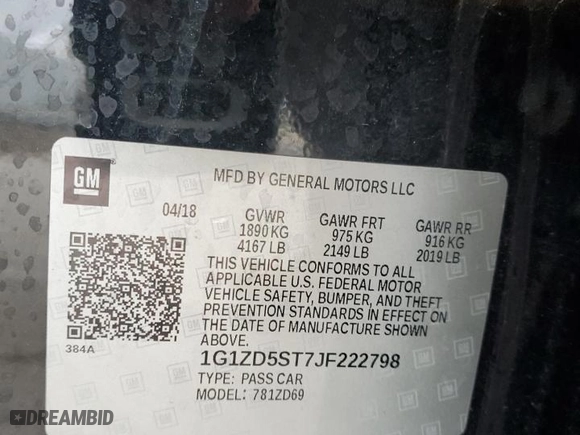 GM
MFD BY GENERAL MOTORS LLC
04/18
GVWR
1890 KG
4167 LB
GAWR FRT
975 KG
2149 LB
GAWR RR
916 KG
2019 LB
THIS VEHICLE CONFORMS TO ALL
APPLICABLE U.S. FEDERAL MOTOR
VEHICLE SAFETY, BUMPER, AND THEFT
PREVENTION STANDARDS IN EFFECT ON
THE DATE OF MANUFACTURE SHOWN
ABOVE.
384A
1G1ZD5ST7JF222798
TYPE: PASS CAR
MODEL: 781ZD69
DREAMBID